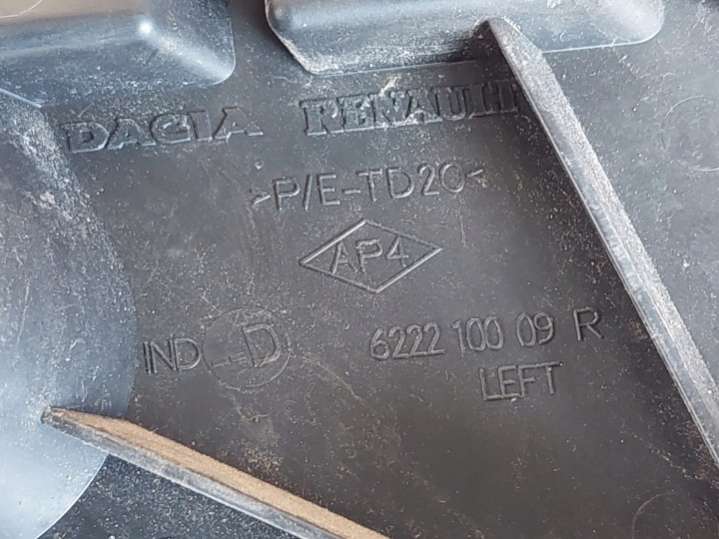 DACIA RENAULT
>P/E-TD20<
AP4
IND D 6222 100 09 R
LEFT